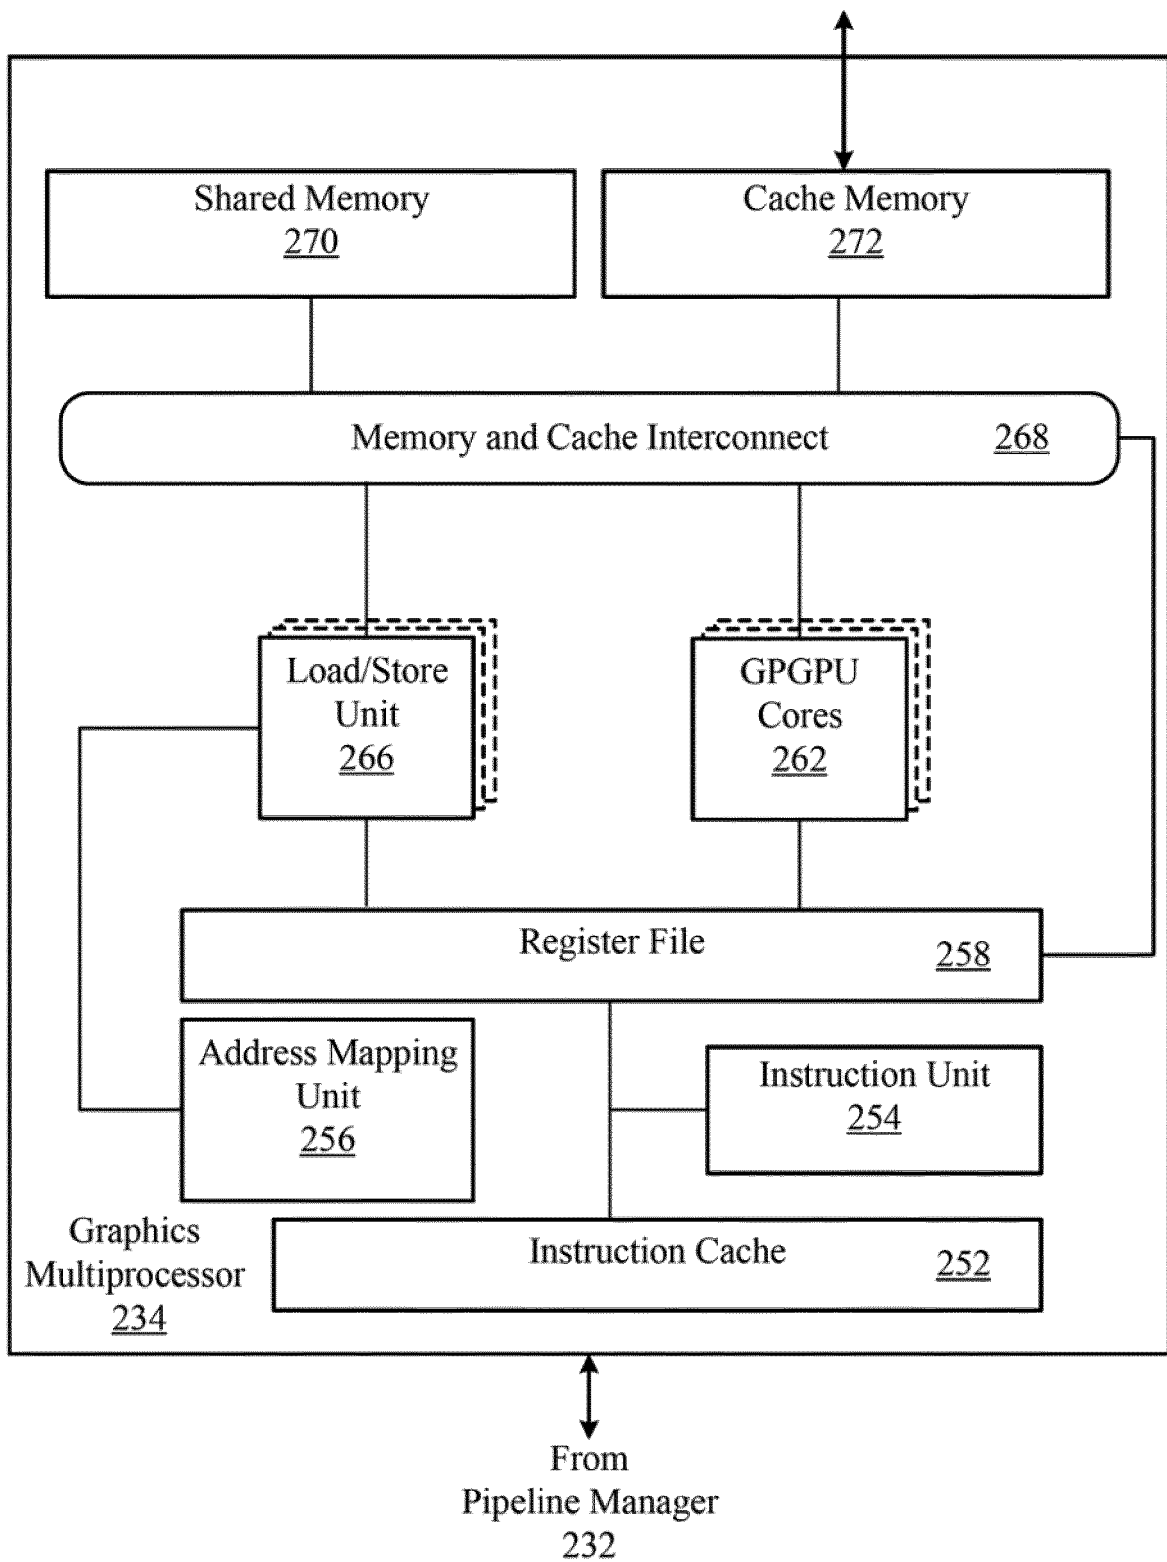 Shared Memory
270
Cache Memory
272
Memory and Cache Interconnect 268
Load/Store
Unit
266
GPGPU
Cores
262
Register File 258
Address Mapping
Unit
256
Instruction Unit
254
Graphics
Multiprocessor
234
Instruction Cache 252
From
Pipeline Manager
232